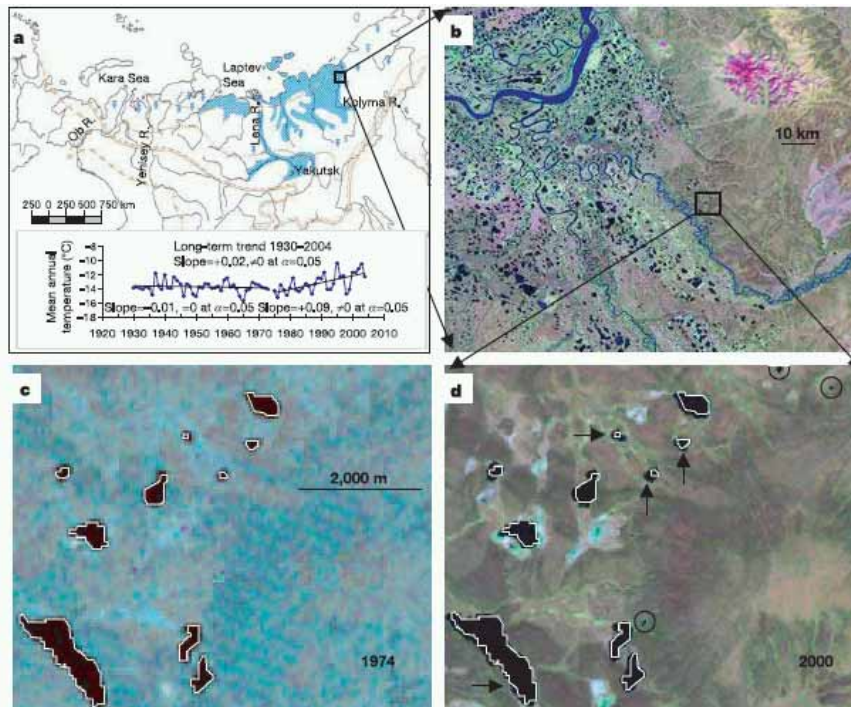 a
Kara Sea
Laptev
Sea
Ob R.
Yenisey R.
Lena R.
Kolyma R.
Yakutsk
250 0 250 500 750 km
Mean annual
temperature (°C)
-8
-10
-12
-14
-16
-18
Long-term trend 1930–2004
Slope=+0.02,≠0 at α=0.05
Slope=-0.01, =0 at α=0.05 Slope=+0.09, ≠0 at α=0.05
1920 1930 1940 1950 1960 1970 1980 1990 2000 2010
b
10 km
c
2,000 m
1974
d
2000